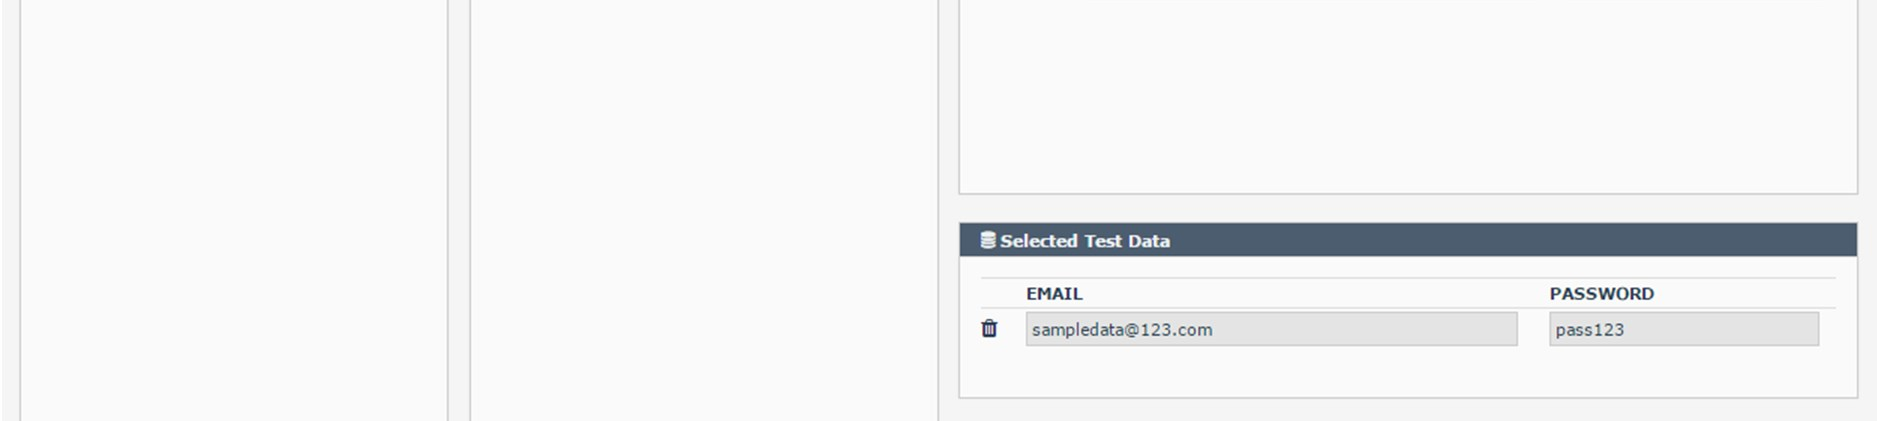 Selected Test Data
EMAIL PASSWORD
sampledata@123.com pass123